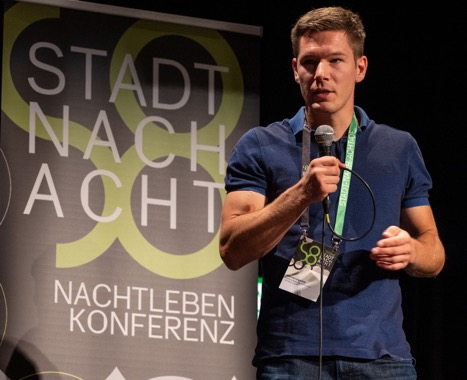 STADT
NACH
ACHT
NACHTLEBEN
KONFERENZ